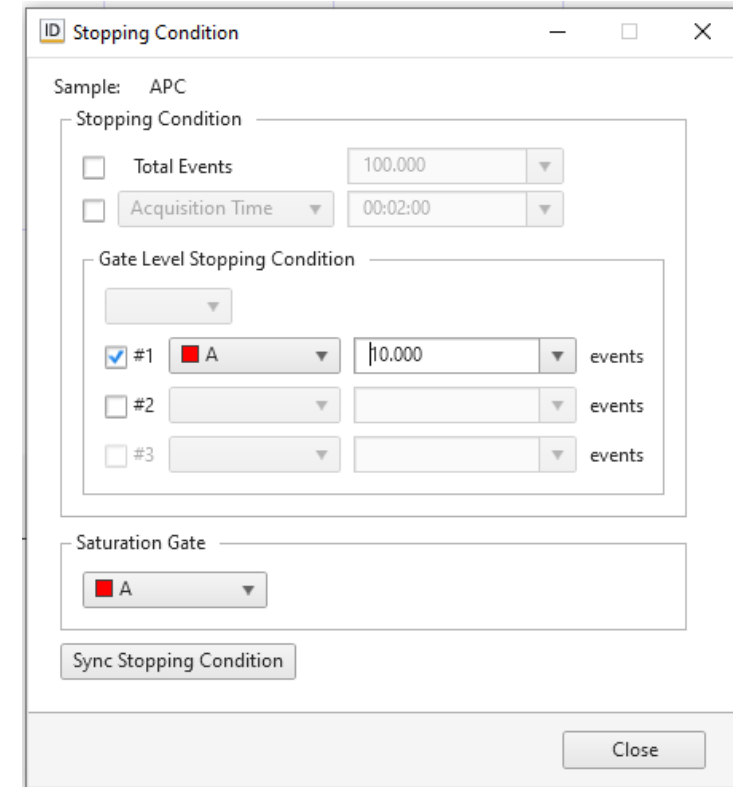 ID Stopping Condition
Sample: APC
Stopping Condition
Total Events 100.000
Acquisition Time 00:02:00
Gate Level Stopping Condition
#1 A 10.000 events
#2 events
#3 events
Saturation Gate
A
Sync Stopping Condition
Close